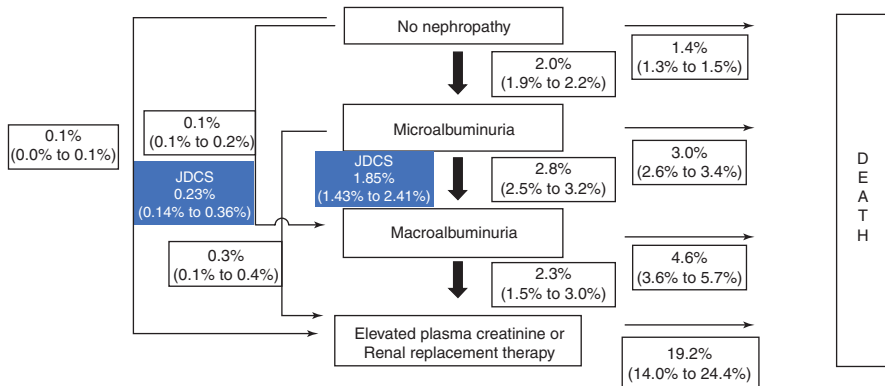 No nephropathy
1.4%
(1.3% to 1.5%)
2.0%
(1.9% to 2.2%)
0.1%
(0.0% to 0.1%)
0.1%
(0.1% to 0.2%)
Microalbuminuria
3.0%
(2.6% to 3.4%)
JDCS
0.23%
(0.14% to 0.36%)
JDCS
1.85%
(1.43% to 2.41%)
2.8%
(2.5% to 3.2%)
Macroalbuminuria
4.6%
(3.6% to 5.7%)
0.3%
(0.1% to 0.4%)
2.3%
(1.5% to 3.0%)
Elevated plasma creatinine or
Renal replacement therapy
19.2%
(14.0% to 24.4%)
D
E
A
T
H